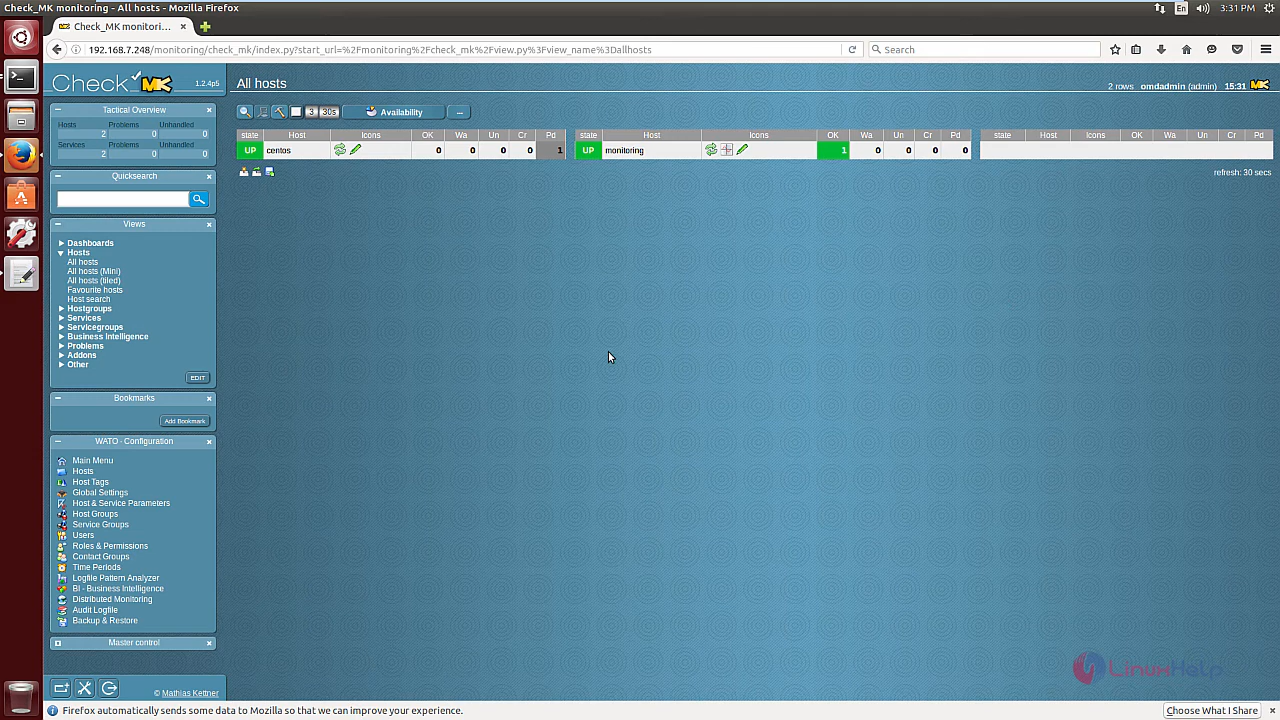 Check_MK monitoring - All hosts - Mozilla Firefox
En
3:31 PM
Check_MK monitori...
192.168.7.248/monitoring/check_mk/index.py?start_url=%2Fmonitoring%2Fcheck_mk%2Fview.py%3Fview_name%3Dallhosts
Search
Check MK
1.2.4p5
All hosts
2 rows omdadmin (admin) 15:31
Tactical Overview
Hosts Problems Unhandled
2 0 0
Services Problems Unhandled
2 0 0
3 30s Availability ...
state Host Icons OK Wa Un Cr Pd state Host Icons OK Wa Un Cr Pd state Host Icons OK Wa Un Cr Pd
UP centos 0 0 0 0 1 UP monitoring 1 0 0 0 0
refresh: 30 secs
Quicksearch
Views
Dashboards
Hosts
All hosts
All hosts (Mini)
All hosts (tiled)
Favourite hosts
Host search
Hostgroups
Services
Servicegroups
Business Intelligence
Problems
Addons
Other
EDIT
Bookmarks
Add Bookmark
WATO - Configuration
Main Menu
Hosts
Host Tags
Global Settings
Host & Service Parameters
Host Groups
Service Groups
Users
Roles & Permissions
Contact Groups
Time Periods
Logfile Pattern Analyzer
BI - Business Intelligence
Distributed Monitoring
Audit Logfile
Backup & Restore
Master control
© Mathias Kettner
LinuxHelp
Firefox automatically sends some data to Mozilla so that we can improve your experience.
Choose What I Share